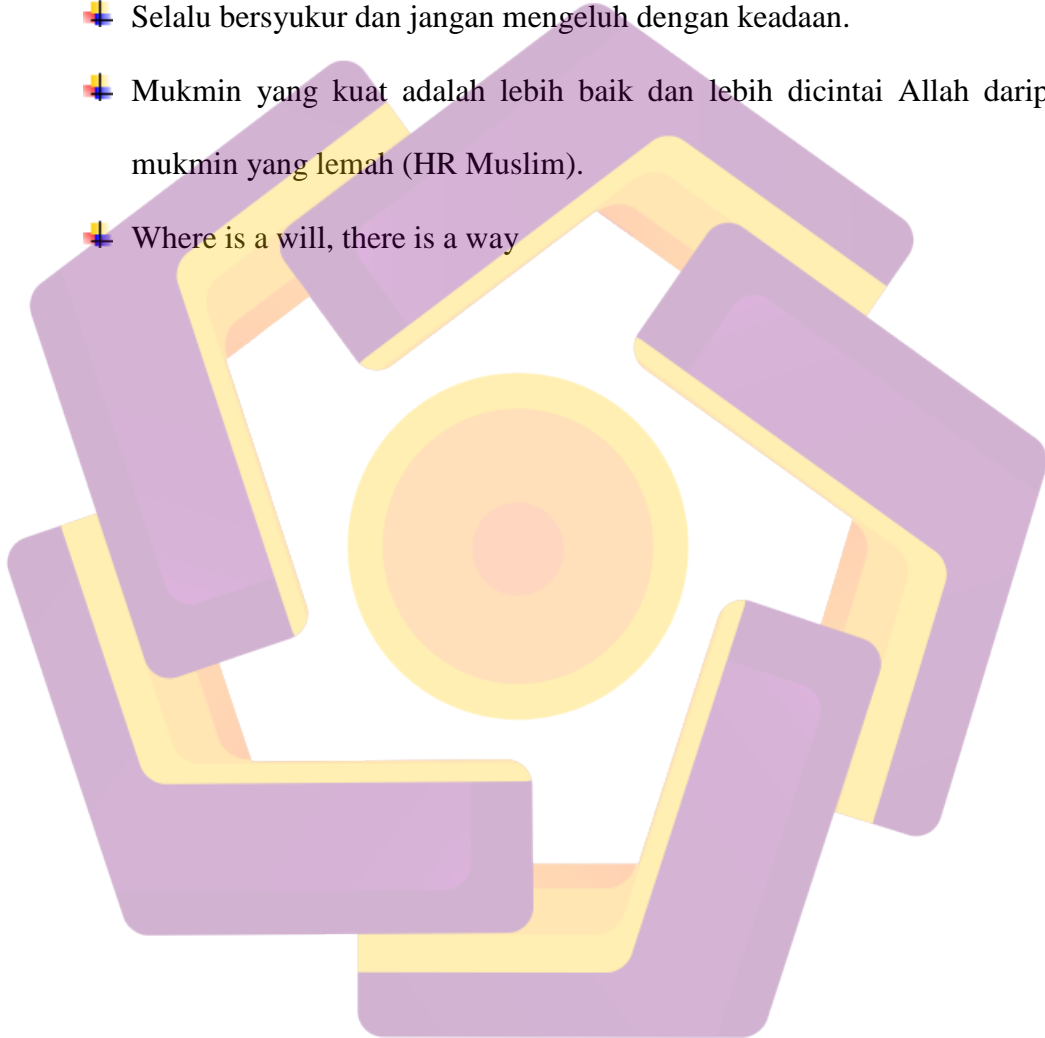 Selalu bersyukur dan jangan mengeluh dengan keadaan.
Mukmin yang kuat adalah lebih baik dan lebih dicintai Allah darip
mukmin yang lemah (HR Muslim).
Where is a will, there is a way